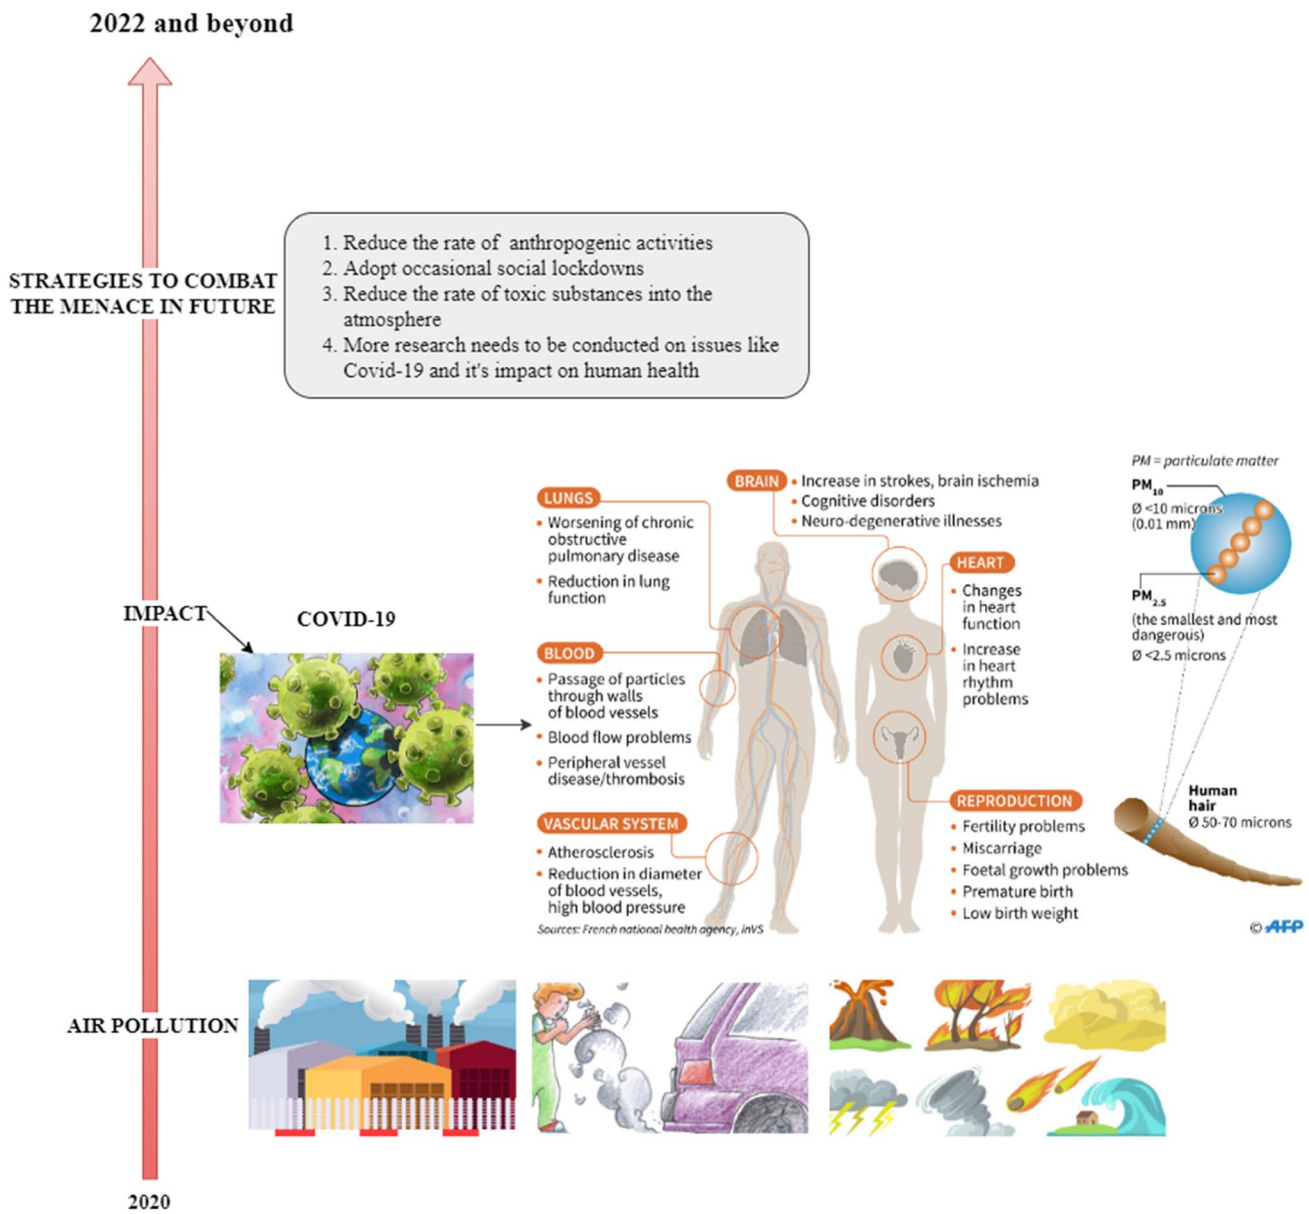 2022 and beyond
1. Reduce the rate of anthropogenic activities
2. Adopt occasional social lockdowns
3. Reduce the rate of toxic substances into the
atmosphere
4. More research needs to be conducted on issues like
Covid-19 and it's impact on human health
STRATEGIES TO COMBAT
THE MENACE IN FUTURE
IMPACT
COVID-19
LUNGS
• Worsening of chronic
obstructive
pulmonary disease
• Reduction in lung
function
BLOOD
• Passage of particles
through walls
of blood vessels
• Blood flow problems
• Peripheral vessel
disease/thrombosis
VASCULAR SYSTEM
• Atherosclerosis
• Reduction in diameter
of blood vessels,
high blood pressure
Sources: French national health agency, inVS
BRAIN
• Increase in strokes, brain ischemia
• Cognitive disorders
• Neuro-degenerative illnesses
HEART
• Changes
in heart
function
• Increase
in heart
rhythm
problems
REPRODUCTION
• Fertility problems
• Miscarriage
• Foetal growth problems
• Premature birth
• Low birth weight
PM = particulate matter
PM10
Ø <10 microns
(0.01 mm)
PM2.5
(the smallest and most
dangerous)
Ø <2.5 microns
Human
hair
Ø 50-70 microns
© AFP
AIR POLLUTION
2020